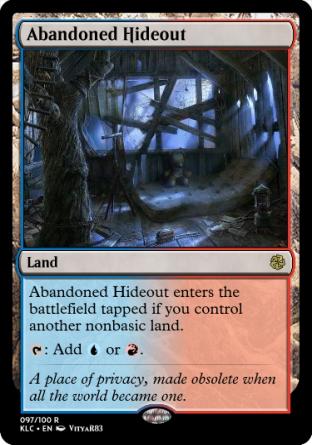 Abandoned Hideout
Land
Abandoned Hideout enters the
battlefield tapped if you control
another nonbasic land.
: Add or .
A place of privacy, made obsolete when
all the world became one.
097/100 R
KLC • EN VITYAR83